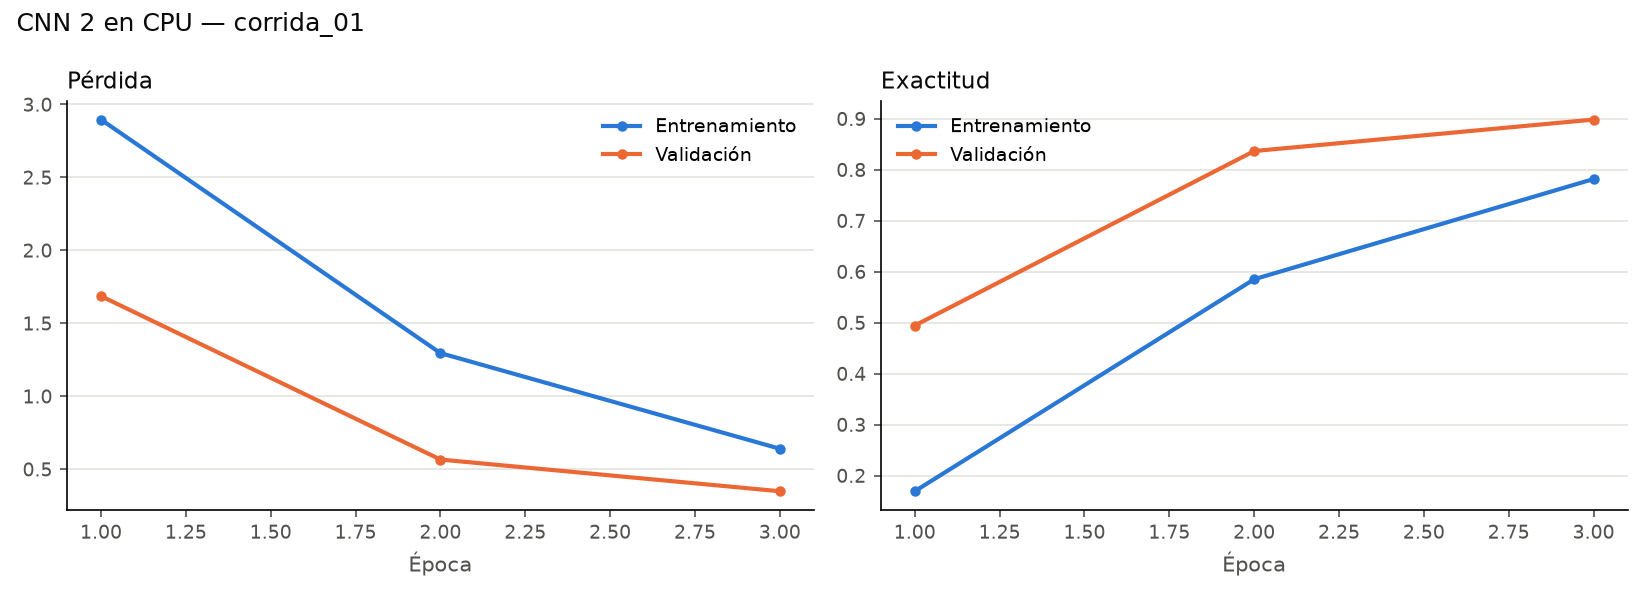 CNN 2 en CPU — corrida_01
Pérdida
3.0
2.5
2.0
1.5
1.0
0.5
Entrenamiento
Validación
1.00 1.25 1.50 1.75 2.00 2.25 2.50 2.75 3.00
Época
Exactitud
0.9
0.8
0.7
0.6
0.5
0.4
0.3
0.2
Entrenamiento
Validación
1.00 1.25 1.50 1.75 2.00 2.25 2.50 2.75 3.00
Época